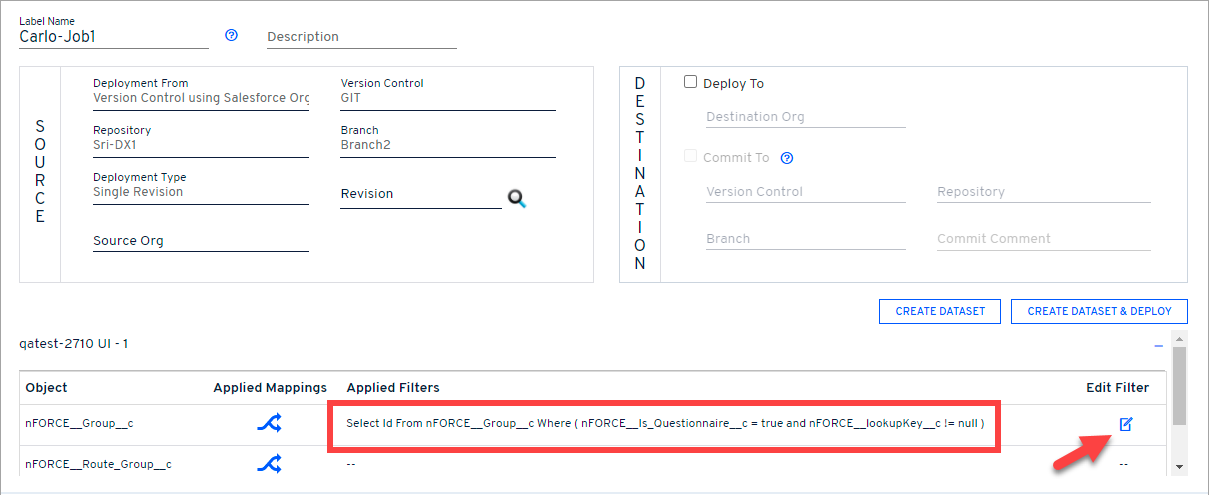 Label Name
Carlo-Job1
Description
SOURCE
Deployment From
Version Control using Salesforce Org
Version Control
GIT
Repository
Sri-DX1
Branch
Branch2
Deployment Type
Single Revision
Revision
Source Org
DESTINATION
Deploy To
Destination Org
Commit To
Version Control
Repository
Branch
Commit Comment
CREATE DATASET
CREATE DATASET & DEPLOY
qatest-2710 UI - 1
Object Applied Mappings Applied Filters Edit Filter
nFORCE__Group__c Select Id From nFORCE__Group__c Where ( nFORCE__Is_Questionnaire__c = true and nFORCE__lookupKey__c != null )
nFORCE__Route_Group__c -- --